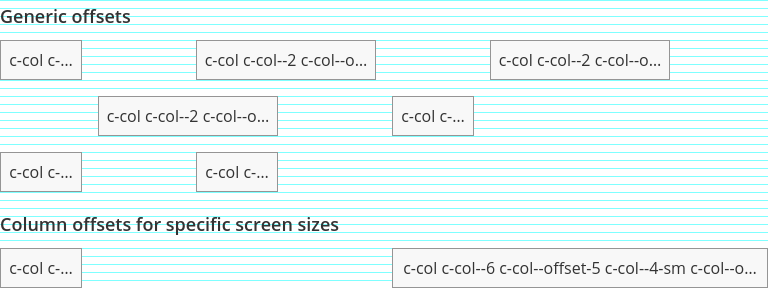 Generic offsets
c-col c-...
c-col c-col--2 c-col--o...
c-col c-col--2 c-col--o...
c-col c-col--2 c-col--o...
c-col c-...
c-col c-...
c-col c-...
Column offsets for specific screen sizes
c-col c-...
c-col c-col--6 c-col--offset-5 c-col--4-sm c-col--o...